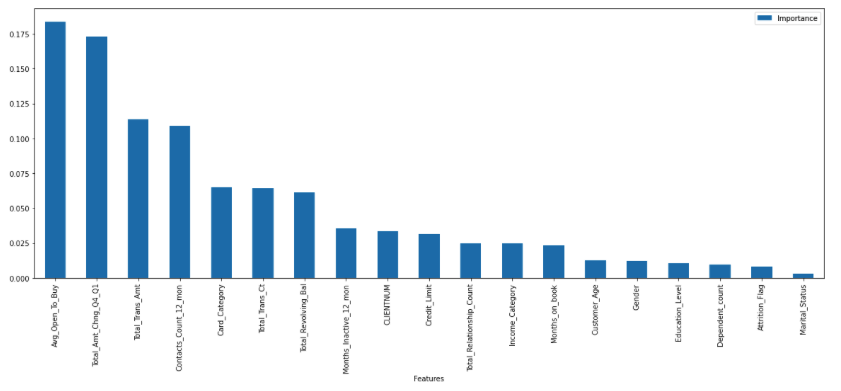 Importance
0.175
0.150
0.125
0.100
0.075
0.050
0.025
0.000
Avg_Open_To_Buy
Total_Amt_Chng_Q4_Q1
Total_Trans_Amt
Contacts_Count_12_mon
Card_Category
Total_Trans_Ct
Total_Revolving_Bal
Months_Inactive_12_mon
CLIENTNUM
Credit_Limit
Total_Relationship_Count
Income_Category
Months_on_book
Customer_Age
Gender
Education_Level
Dependent_count
Attrition_Flag
Marital_Status
Features